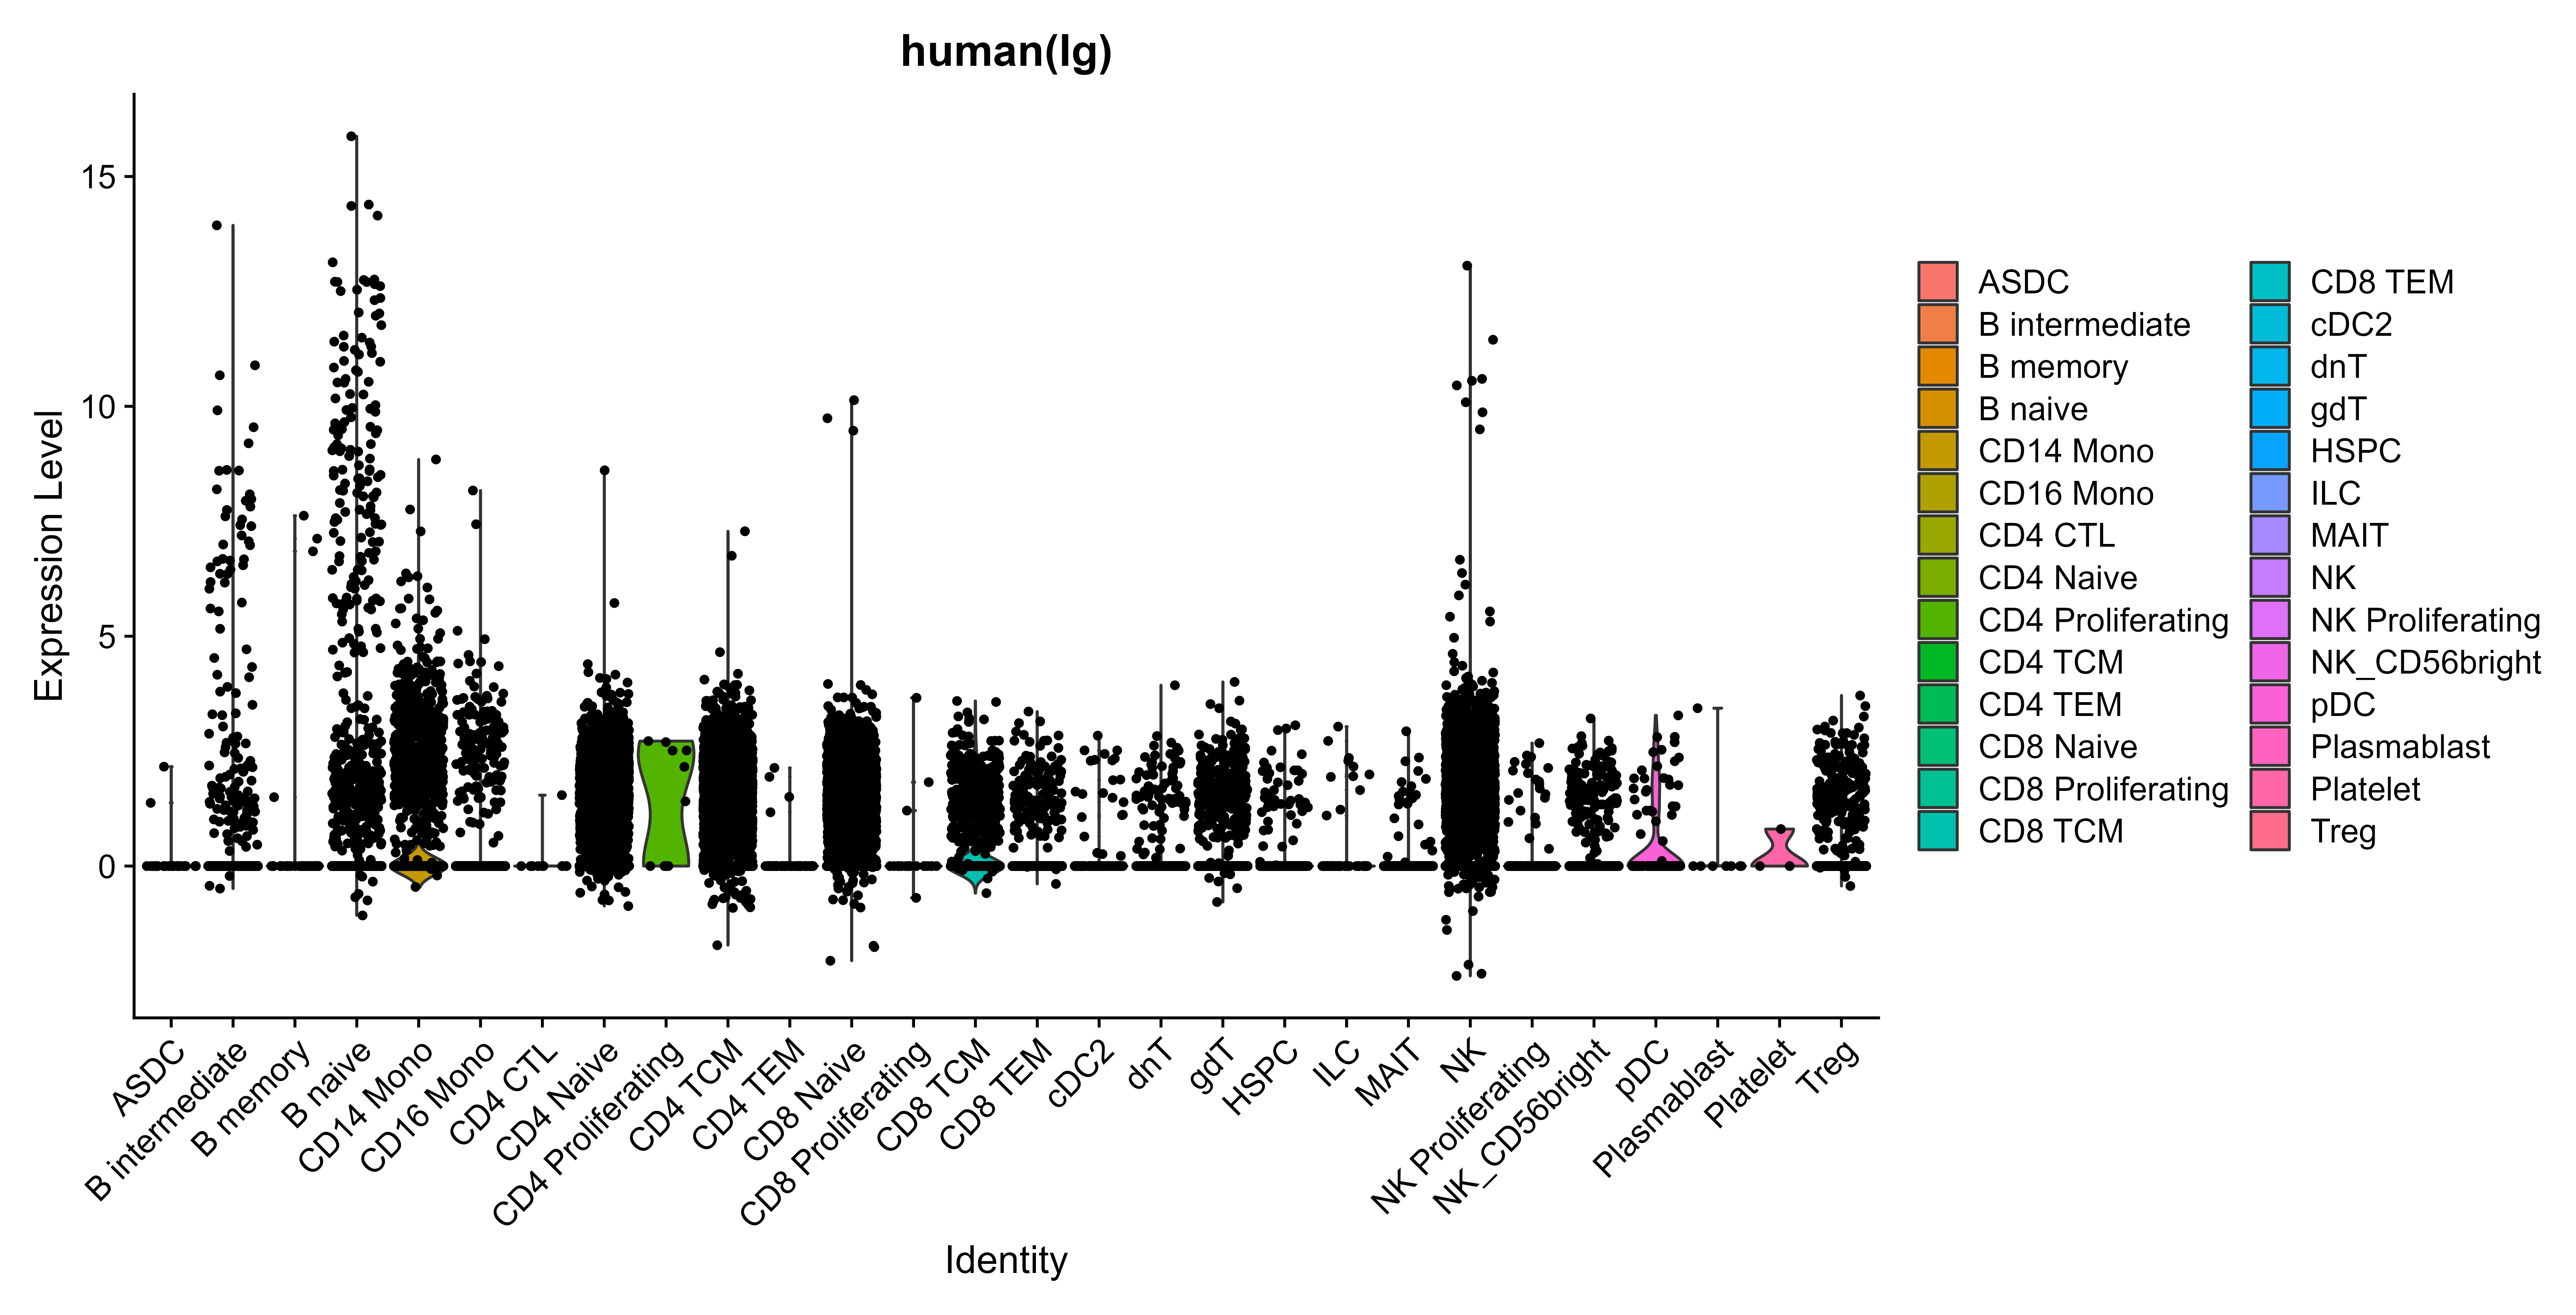 human(Ig)
Expression Level
15
10
5
0
ASDC
B intermediate
B memory
B naive
CD14 Mono
CD16 Mono
CD4 CTL
CD4 Naive
CD4 Proliferating
CD4 TCM
CD4 TEM
CD8 Naive
CD8 Proliferating
CD8 TCM
CD8 TEM
cDC2
dnT
gdT
HSPC
ILC
MAIT
NK
NK Proliferating
NK_CD56bright
pDC
Plasmablast
Platelet
Treg
Identity
ASDC
B intermediate
B memory
B naive
CD14 Mono
CD16 Mono
CD4 CTL
CD4 Naive
CD4 Proliferating
CD4 TCM
CD4 TEM
CD8 Naive
CD8 Proliferating
CD8 TCM
CD8 TEM
cDC2
dnT
gdT
HSPC
ILC
MAIT
NK
NK Proliferating
NK_CD56bright
pDC
Plasmablast
Platelet
Treg